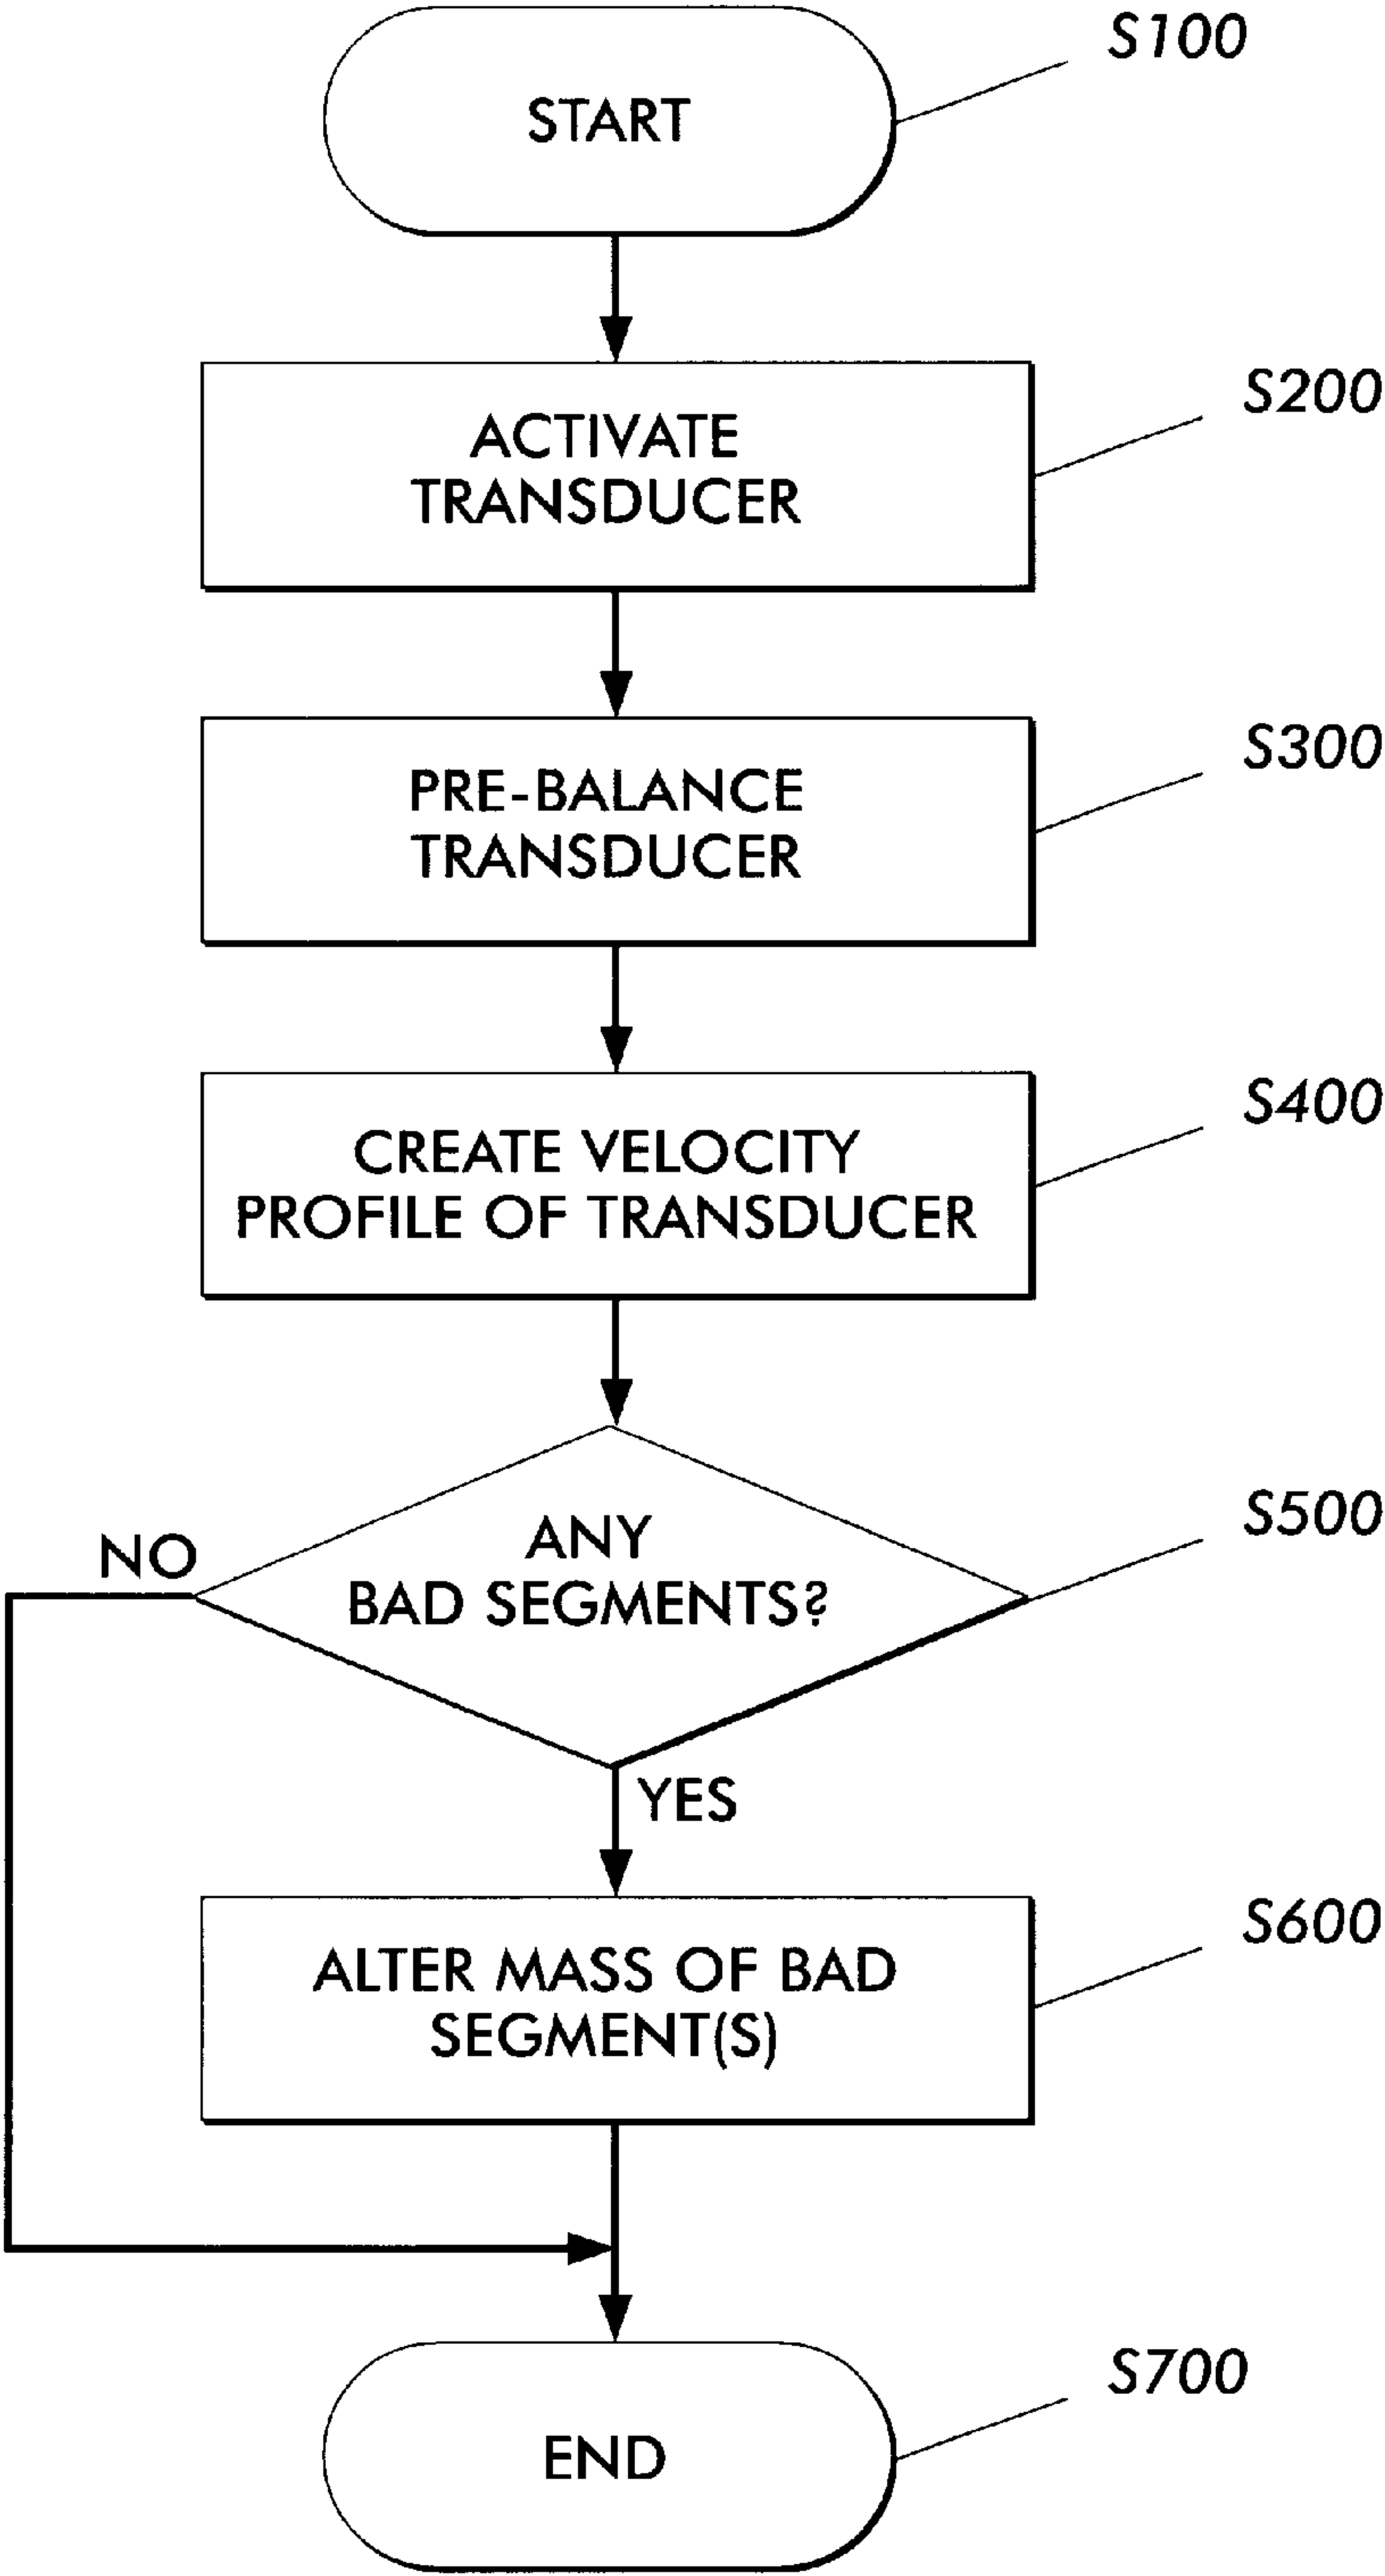 START
S100
ACTIVATE
TRANSDUCER
S200
PRE-BALANCE
TRANSDUCER
S300
CREATE VELOCITY
PROFILE OF TRANSDUCER
S400
ANY
BAD SEGMENTS?
S500
NO
YES
ALTER MASS OF BAD
SEGMENT(S)
S600
END
S700